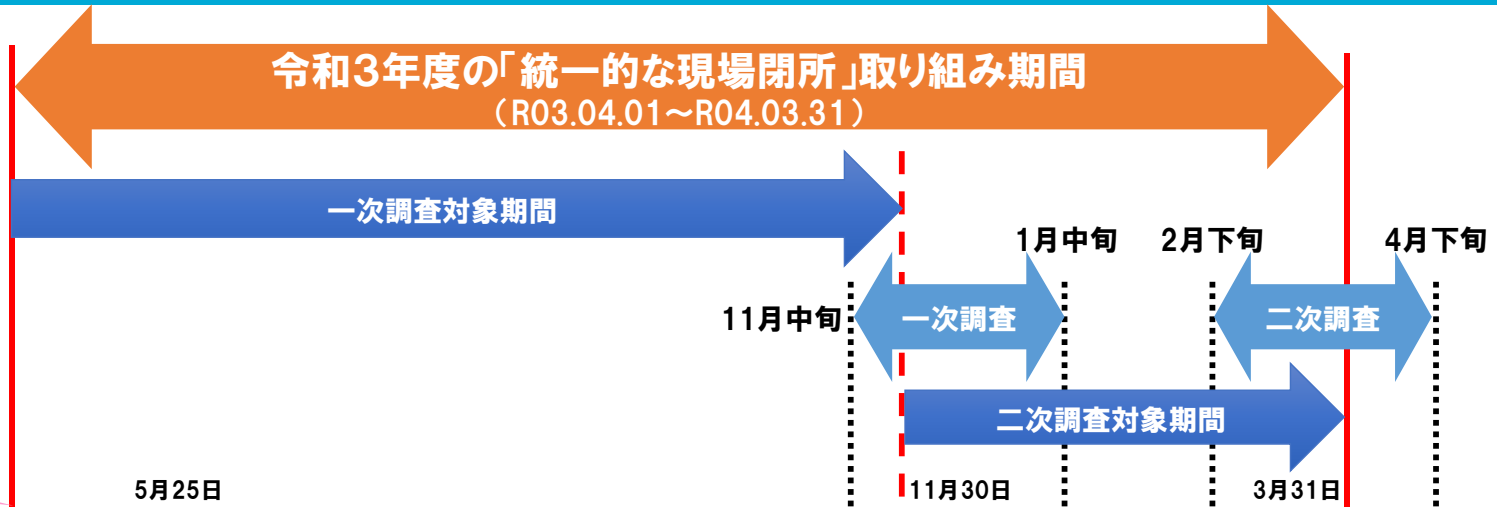 令和3年度の「統一的な現場閉所」取り組み期間
（R03.04.01～R04.03.31）
一次調査対象期間
1月中旬
2月下旬
4月下旬
11月中旬
一次調査
二次調査
二次調査対象期間
5月25日
11月30日
3月31日